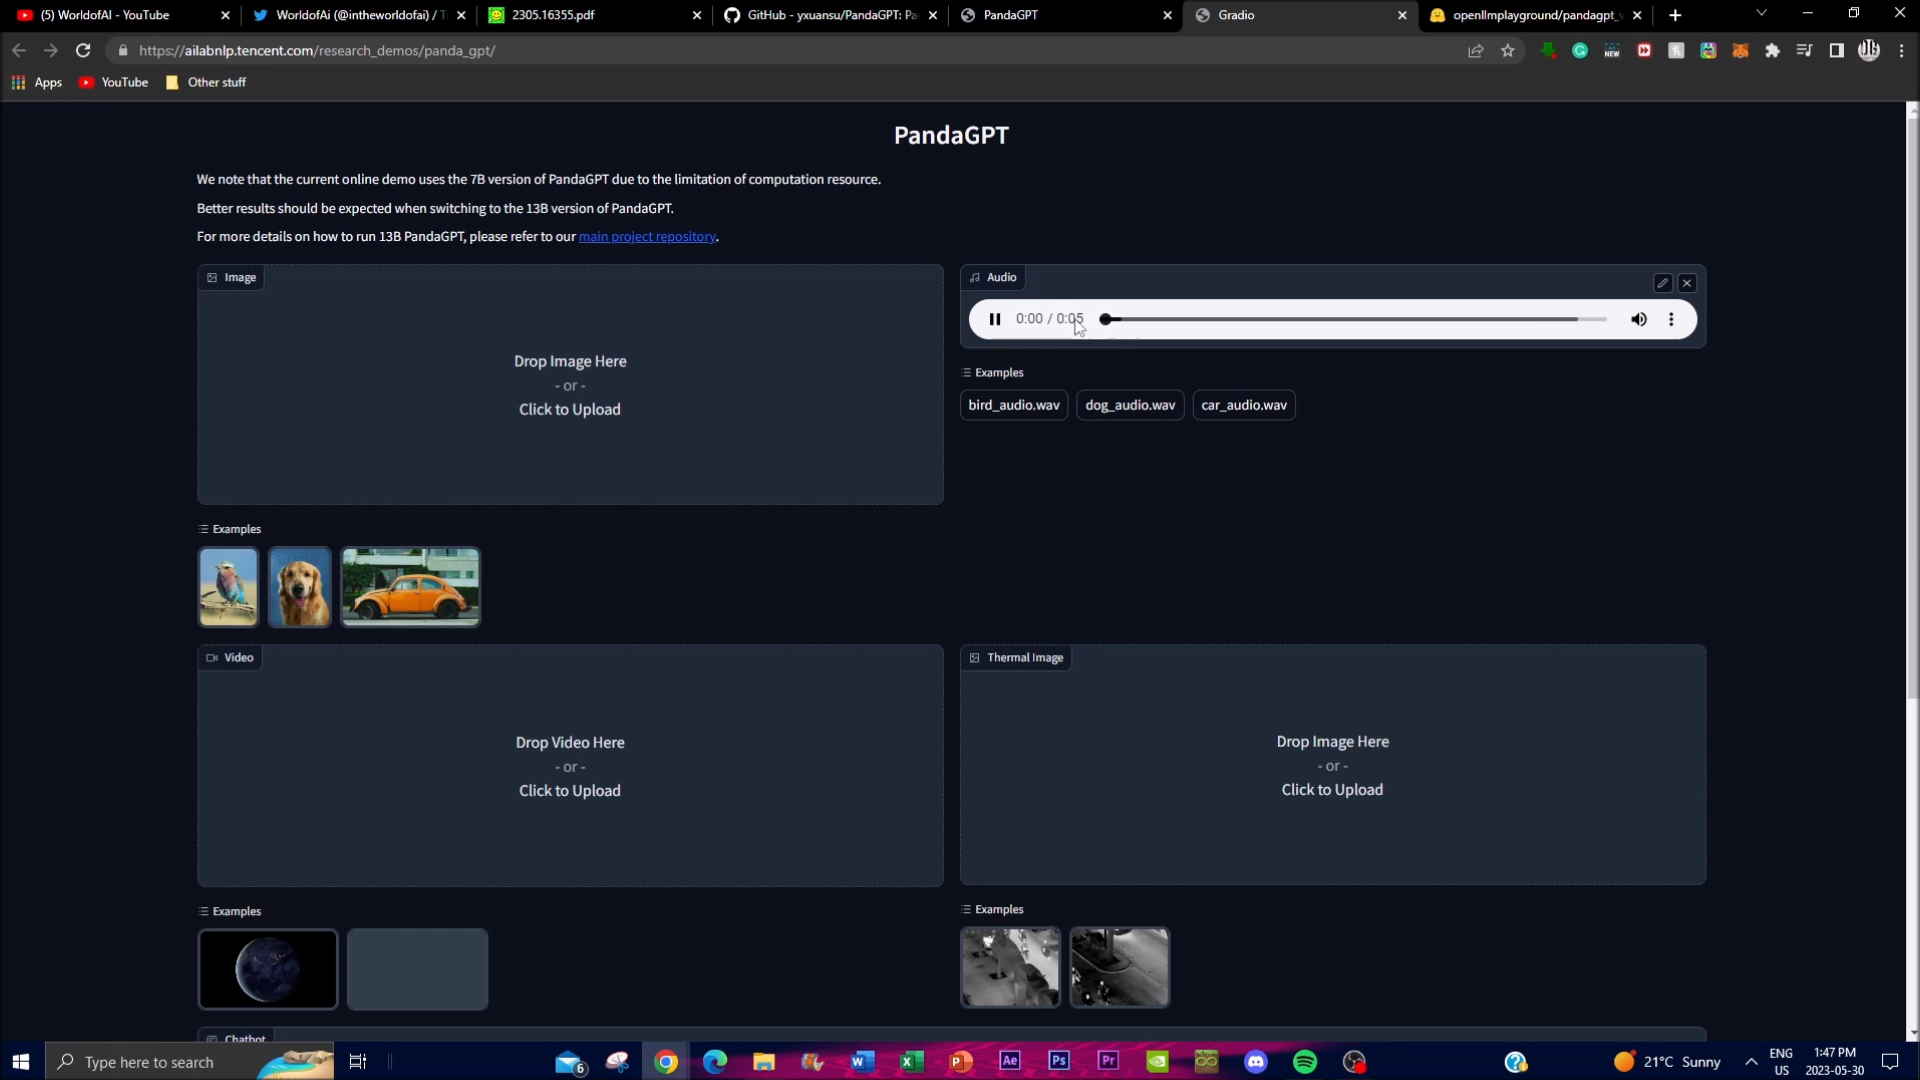 (5) WorldofAI - YouTube
WorldofAi (@intheworldofai) / T
2305.16355.pdf
GitHub - yxuansu/PandaGPT: Pa
PandaGPT
Gradio
openllmplayground/pandagpt_
https://ailabnlp.tencent.com/research_demos/panda_gpt/
NEW
Apps
YouTube
Other stuff
PandaGPT
We note that the current online demo uses the 7B version of PandaGPT due to the limitation of computation resource.
Better results should be expected when switching to the 13B version of PandaGPT.
For more details on how to run 13B PandaGPT, please refer to our main project repository.
Image
Drop Image Here
- or -
Click to Upload
Examples
Audio
0:00 / 0:05
Examples
bird_audio.wav
dog_audio.wav
car_audio.wav
Video
Drop Video Here
- or -
Click to Upload
Examples
Thermal Image
Drop Image Here
- or -
Click to Upload
Examples
Chatbot
Type here to search
6
Ae
Ps
Pr
21°C Sunny
ENG
US
1:47 PM
2023-05-30